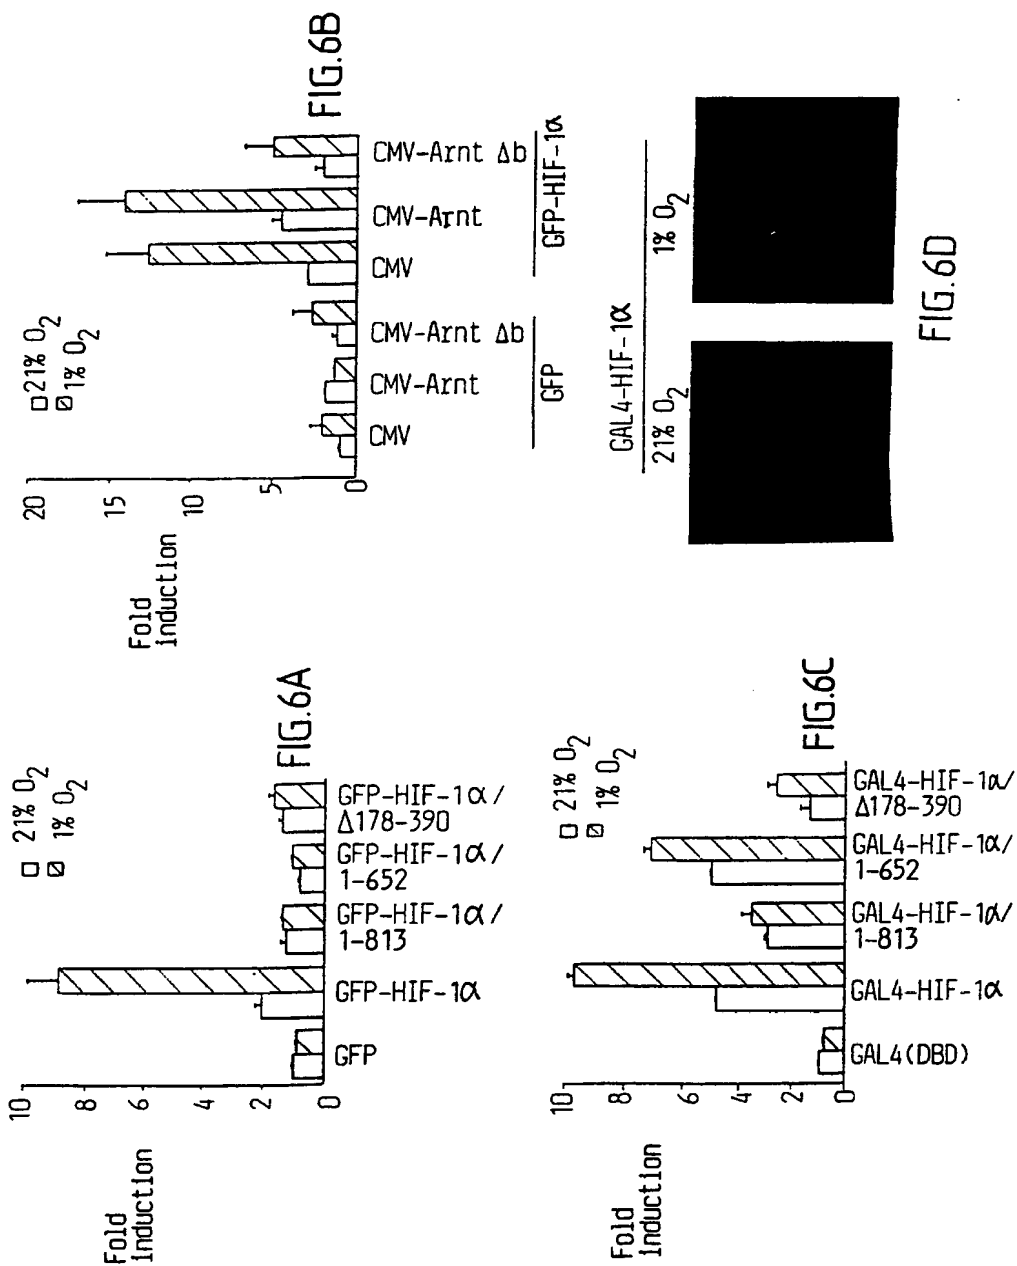 FIG.6A
Fold
induction
10
8
6
4
2
0
21% O2
1% O2
GFP
GFP-HIF-1α
GFP-HIF-1α/
1-813
GFP-HIF-1α/
1-652
GFP-HIF-1α/
Δ178-390
FIG.6B
Fold
induction
20
15
10
5
0
21% O2
1% O2
CMV
CMV-Arnt
CMV-Arnt Δb
CMV
CMV-Arnt
CMV-Arnt Δb
GFP
GFP-HIF-1α
FIG.6C
Fold
induction
10
8
6
4
2
0
21% O2
1% O2
GAL4(DBD)
GAL4-HIF-1α
GAL4-HIF-1α/
1-813
GAL4-HIF-1α/
1-652
GAL4-HIF-1α/
Δ178-390
GAL4-HIF-1α
21% O2
1% O2
FIG.6D